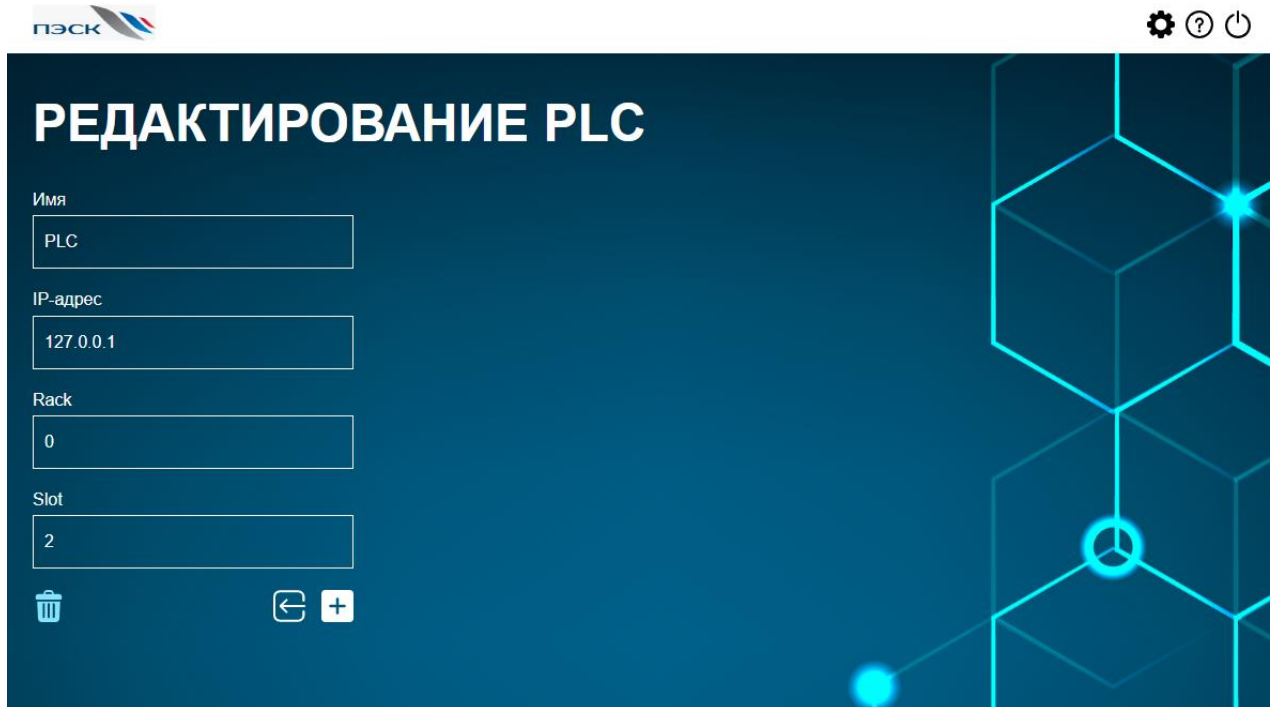 ПЭСК
РЕДАКТИРОВАНИЕ PLC
Имя
PLC
IP-адрес
127.0.0.1
Rack
0
Slot
2